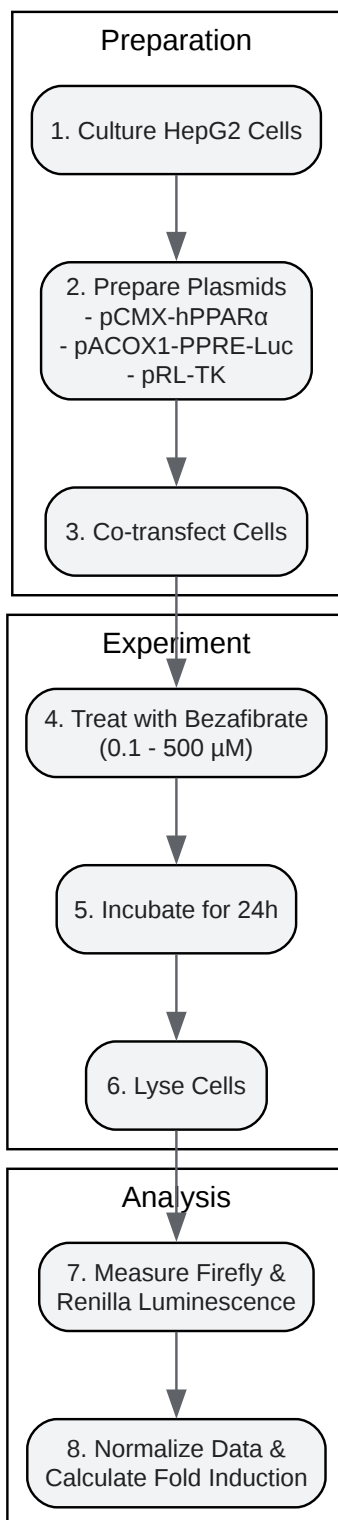 Preparation
1. Culture HepG2 Cells
2. Prepare Plasmids
- pCMX-hPPARα
- pACOX1-PPRE-Luc
- pRL-TK
3. Co-transfect Cells
Experiment
4. Treat with Bezafibrate
(0.1 - 500 µM)
5. Incubate for 24h
6. Lyse Cells
Analysis
7. Measure Firefly &
Renilla Luminescence
8. Normalize Data &
Calculate Fold Induction